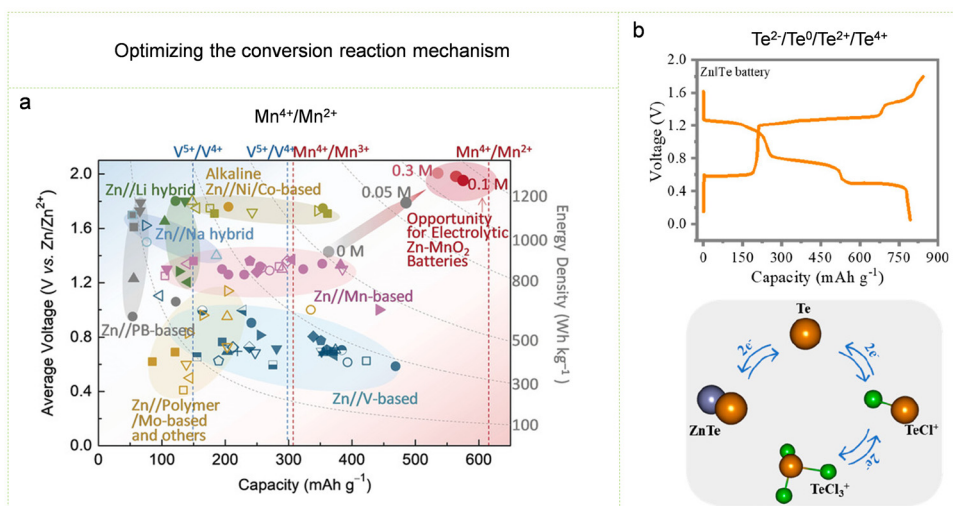 Optimizing the conversion reaction mechanism
a
Mn⁴⁺/Mn²⁺
V⁵⁺/V⁴⁺
V⁵⁺/V⁴⁺
Mn⁴⁺/Mn³⁺
Mn⁴⁺/Mn²⁺
2.0
1.6
1.2
0.8
0.4
0.0
Average Voltage (V vs. Zn/Zn²⁺)
Zn//Li hybrid
Alkaline
Zn//Ni/Co-based
Zn//Na hybrid
0.3 M
0.1 M
0.05 M
0 M
Opportunity
for Electrolytic
Zn-MnO₂
Batteries
Zn//Mn-based
Zn//PB-based
Zn//V-based
Zn//Polymer
/Mo-based
and others
1200
1000
900
700
500
300
100
Energy Density (Wh kg⁻¹)
0 100 200 300 400 500 600
Capacity (mAh g⁻¹)
b
Te²⁻/Te⁰/Te²⁺/Te⁴⁺
Zn||Te battery
2.0
1.6
1.2
0.8
0.4
0.0
Voltage (V)
0 150 300 450 600 750 900
Capacity (mAh g⁻¹)
Te
2e⁻
2e⁻
ZnTe
TeCl⁺
2e⁻
TeCl₃⁺